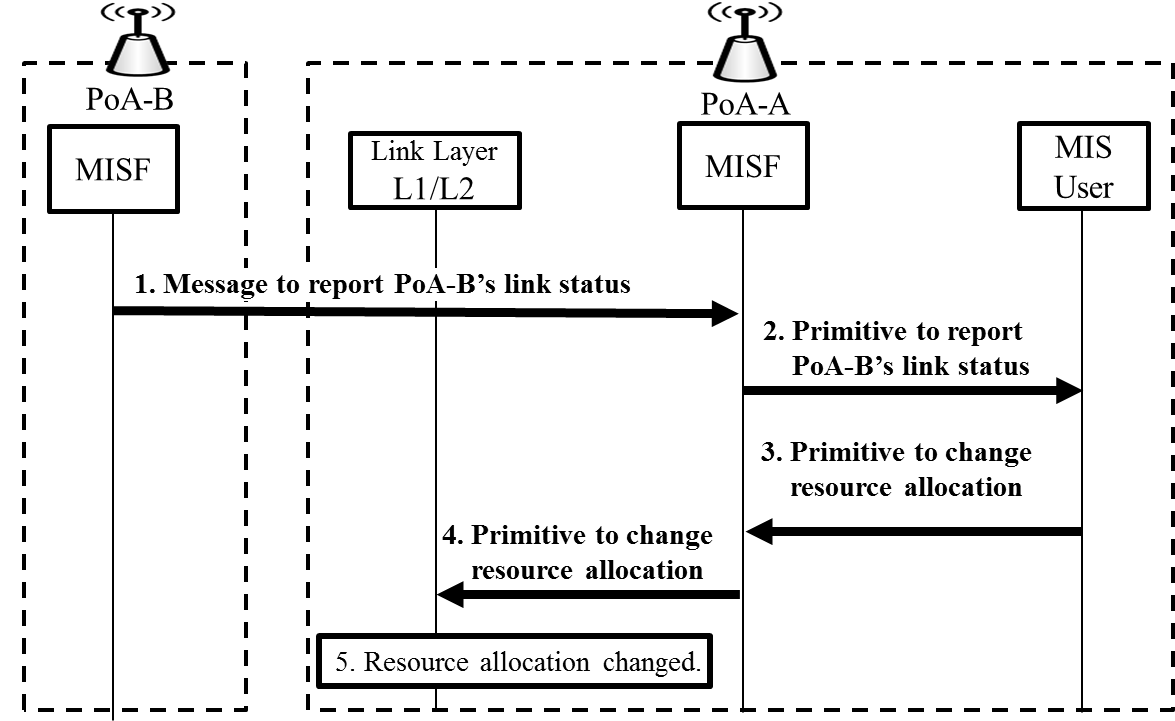 PoA-B
PoA-A
MISF
Link Layer
L1/L2
MISF
MIS
User
1. Message to report PoA-B’s link status
2. Primitive to report
PoA-B’s link status
3. Primitive to change
resource allocation
4. Primitive to change
resource allocation
5. Resource allocation changed.